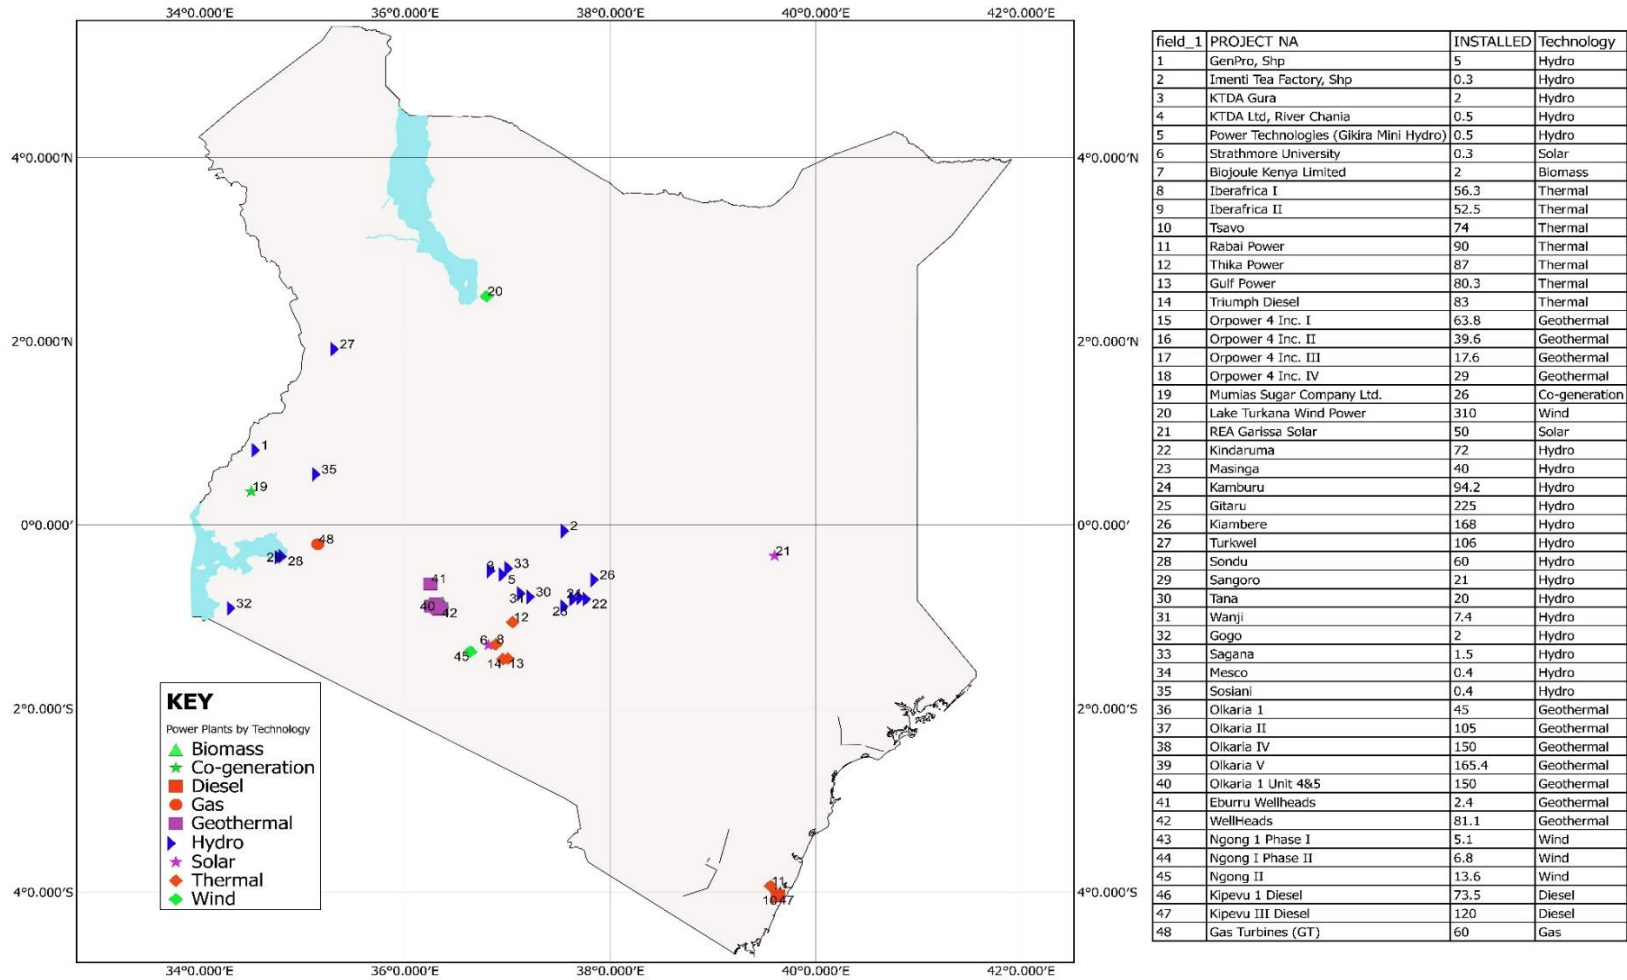 34°0.000′E 36°0.000′E 38°0.000′E 40°0.000′E 42°0.000′E
4°0.000′N 4°0.000′N
20
2°0.000′N 27 2°0.000′N
1
35
19
0°0.000′ 2 0°0.000′
48 21
28
33
41 5 26
32 40 42 31 30 22
12
6 8
45 14 13
2°0.000′S 2°0.000′S
4°0.000′S 11 4°0.000′S
10 47
34°0.000′E 36°0.000′E 38°0.000′E 40°0.000′E 42°0.000′E
KEY
Power Plants by Technology
Biomass
Co-generation
Diesel
Gas
Geothermal
Hydro
Solar
Thermal
Wind
field_1 PROJECT NA INSTALLED Technology
1 GenPro, Shp 5 Hydro
2 Imenti Tea Factory, Shp 0.3 Hydro
3 KTDA Gura 2 Hydro
4 KTDA Ltd, River Chania 0.5 Hydro
5 Power Technologies (Gikira Mini Hydro) 0.5 Hydro
6 Strathmore University 0.3 Solar
7 Biojoule Kenya Limited 2 Biomass
8 Iberafrica I 56.3 Thermal
9 Iberafrica II 52.5 Thermal
10 Tsavo 74 Thermal
11 Rabai Power 90 Thermal
12 Thika Power 87 Thermal
13 Gulf Power 80.3 Thermal
14 Triumph Diesel 83 Thermal
15 Orpower 4 Inc. I 63.8 Geothermal
16 Orpower 4 Inc. II 39.6 Geothermal
17 Orpower 4 Inc. III 17.6 Geothermal
18 Orpower 4 Inc. IV 29 Geothermal
19 Mumias Sugar Company Ltd. 26 Co-generation
20 Lake Turkana Wind Power 310 Wind
21 REA Garissa Solar 50 Solar
22 Kindaruma 72 Hydro
23 Masinga 40 Hydro
24 Kamburu 94.2 Hydro
25 Gitaru 225 Hydro
26 Kiambere 168 Hydro
27 Turkwel 106 Hydro
28 Sondu 60 Hydro
29 Sangoro 21 Hydro
30 Tana 20 Hydro
31 Wanji 7.4 Hydro
32 Gogo 2 Hydro
33 Sagana 1.5 Hydro
34 Mesco 0.4 Hydro
35 Sosiani 0.4 Hydro
36 Olkaria 1 45 Geothermal
37 Olkaria II 105 Geothermal
38 Olkaria IV 150 Geothermal
39 Olkaria V 165.4 Geothermal
40 Olkaria 1 Unit 4&5 150 Geothermal
41 Eburru Wellheads 2.4 Geothermal
42 WellHeads 81.1 Geothermal
43 Ngong 1 Phase I 5.1 Wind
44 Ngong I Phase II 6.8 Wind
45 Ngong II 13.6 Wind
46 Kipevu 1 Diesel 73.5 Diesel
47 Kipevu III Diesel 120 Diesel
48 Gas Turbines (GT) 60 Gas